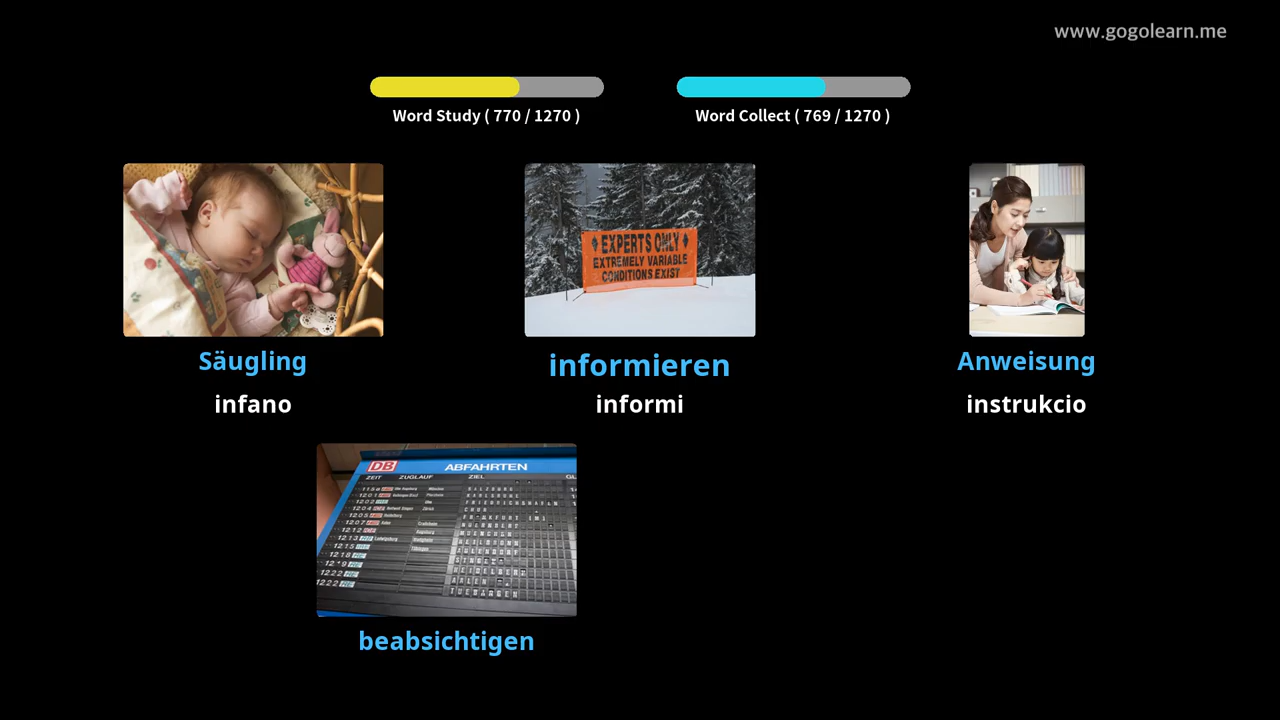 www.gogolearn.me
Word Study ( 770 / 1270 )
Word Collect ( 769 / 1270 )
EXPERTS ONLY
EXTREMELY VARIABLE
CONDITIONS EXIST
Säugling
informieren
Anweisung
infano
informi
instrukcio
DB ABFAHRTEN
ZEIT ZUGLAUF ZIEL
beabsichtigen